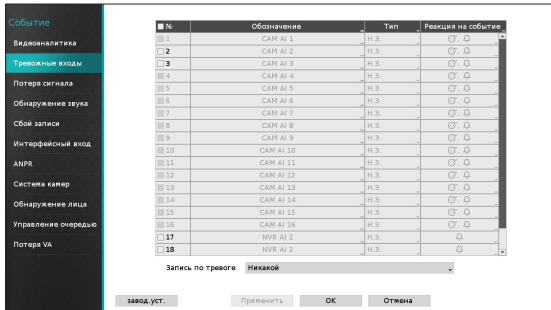 Событие
Видеоаналитика
Тревожные входы
Потеря сигнала
Обнаружение звука
Сбой записи
Интерфейсный вход
ANPR
Система камер
Обнаружение лица
Управление очередью
Потеря VA
№ Обозначение Тип Реакция на событие
1 CAM AI 1 Н.З.
2 CAM AI 2 Н.З.
3 CAM AI 3 Н.З.
4 CAM AI 4 Н.З.
5 CAM AI 5 Н.З.
6 CAM AI 6 Н.З.
7 CAM AI 7 Н.З.
8 CAM AI 8 Н.З.
9 CAM AI 9 Н.З.
10 CAM AI 10 Н.З.
11 CAM AI 11 Н.З.
12 CAM AI 12 Н.З.
13 CAM AI 13 Н.З.
14 CAM AI 14 Н.З.
15 CAM AI 15 Н.З.
16 CAM AI 16 Н.З.
17 NVR AI 1 Н.З.
18 NVR AI 2 Н.З.
Запись по тревоге Никакой
завод.уст. Применить OK Отмена